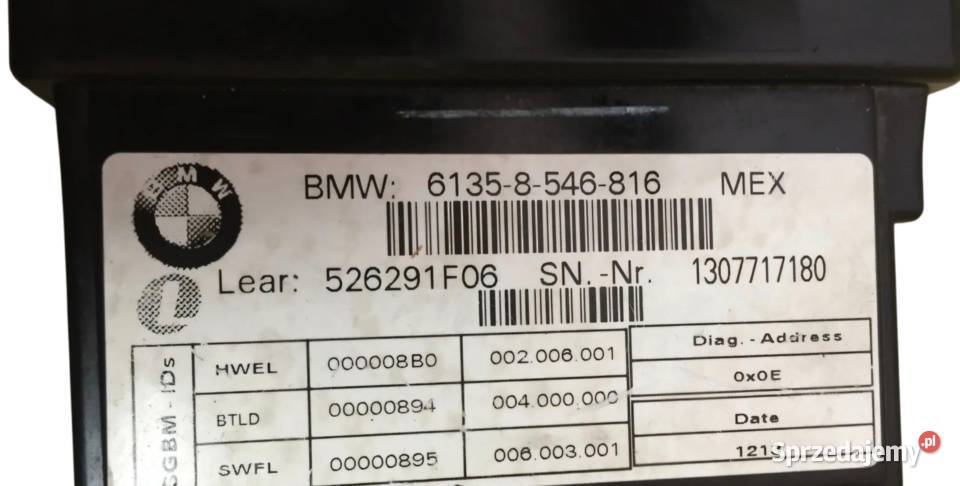 BMW
BMW: 6135-8-546-816 MEX
Lear: 526291F06 SN.-Nr. 1307717180
L
SGBM-IDs
HWEL 000008B0 002.006.001
BTLD 00000894 004.000.000
SWFL 00000895 006.003.001
Diag.-Address
0x0E
Date
Sprzedajemy.pl